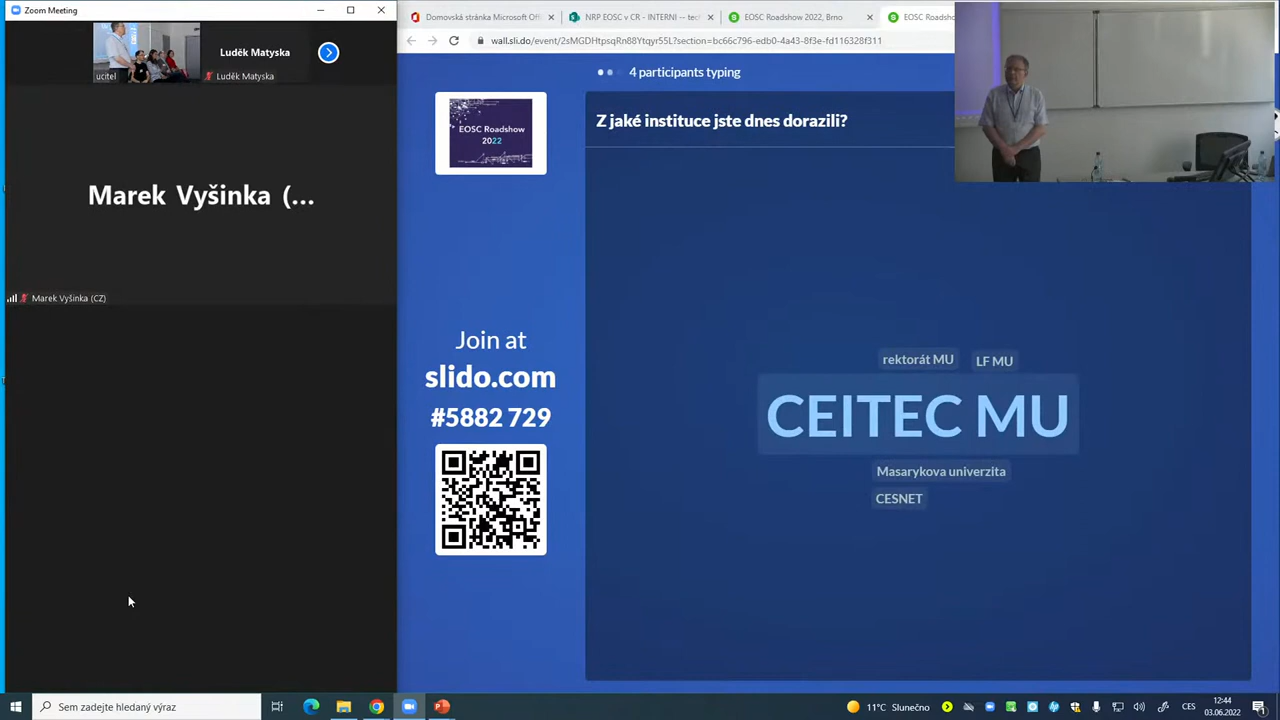 Zoom Meeting
ucitel
Luděk Matyska
Luděk Matyska
Marek Vyšinka (...
Marek Vyšinka (CZ)
Domovská stránka Microsoft Off
NRP EOSC v CR - INTERNI -- tech
EOSC Roadshow 2022, Brno
EOSC Roadsho
wall.sli.do/event/2sMGDHtpsqRn88Ytqyr55L?section=bc66c796-edb0-4a43-8f3e-fd116328f311
4 participants typing
EOSC Roadshow
2022
Z jaké instituce jste dnes dorazili?
Join at
slido.com
#5882 729
rektorát MU
LF MU
CEITEC MU
Masarykova univerzita
CESNET
Sem zadejte hledaný výraz
11°C Slunečno
CES
12:44
03.06.2022
1